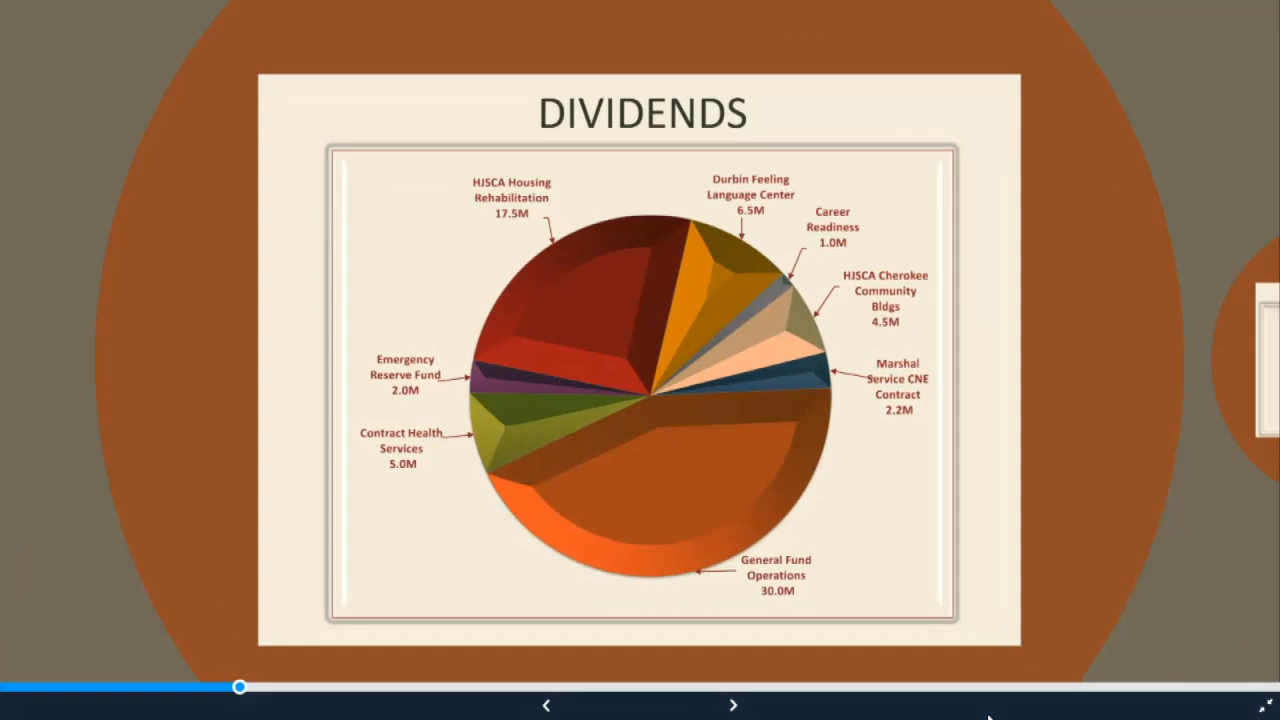 DIVIDENDS
HJSCA Housing
Rehabilitation
17.5M
Durbin Feeling
Language Center
6.5M
Career
Readiness
1.0M
HJSCA Cherokee
Community
Bldgs
4.5M
Marshal
Service CNE
Contract
2.2M
General Fund
Operations
30.0M
Contract Health
Services
5.0M
Emergency
Reserve Fund
2.0M